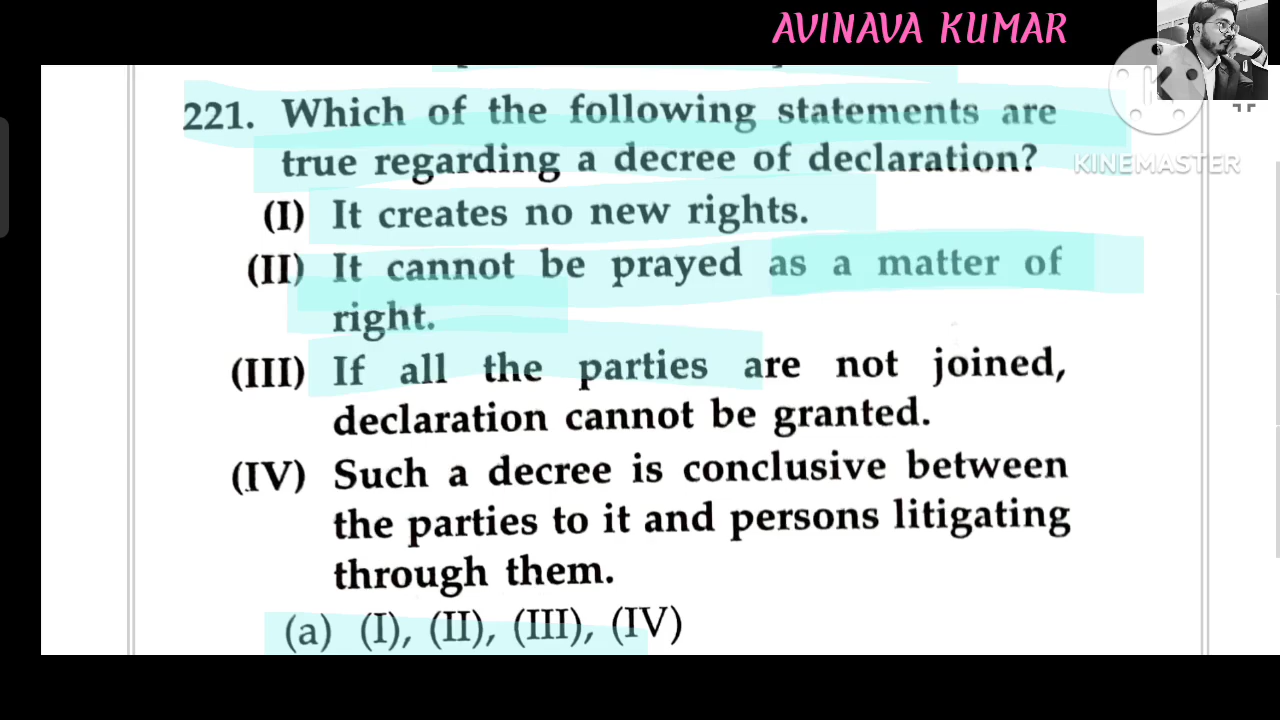 AVINAVA KUMAR
KINEMASTER
221. Which of the following statements are
true regarding a decree of declaration?
(I) It creates no new rights.
(II) It cannot be prayed as a matter of
right.
(III) If all the parties are not joined,
declaration cannot be granted.
(IV) Such a decree is conclusive between
the parties to it and persons litigating
through them.
(a) (I), (II), (III), (IV)